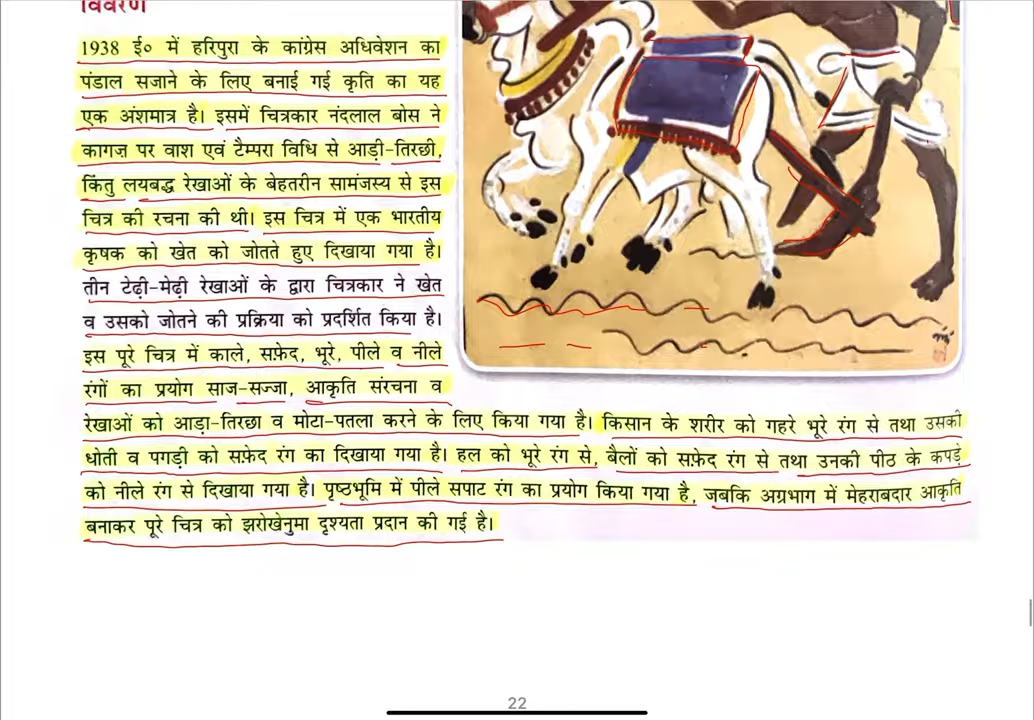 विवरण
1938 ई० में हरिपुरा के कांग्रेस अधिवेशन का
पंडाल सजाने के लिए बनाई गई कृति का यह
एक अंशमात्र है। इसमें चित्रकार नंदलाल बोस ने
कागज पर वाश एवं टैम्परा विधि से आड़ी-तिरछी,
किंतु लयबद्ध रेखाओं के बेहतरीन सामंजस्य से इस
चित्र की रचना की थी। इस चित्र में एक भारतीय
कृषक को खेत को जोतते हुए दिखाया गया है।
तीन टेढ़ी-मेढ़ी रेखाओं के द्वारा चित्रकार ने खेत
व उसको जोतने की प्रक्रिया को प्रदर्शित किया है।
इस पूरे चित्र में काले, सफ़ेद, भूरे, पीले व नीले
रंगों का प्रयोग साज-सज्जा, आकृति संरचना व
रेखाओं को आड़ा-तिरछा व मोटा-पतला करने के लिए किया गया है। किसान के शरीर को गहरे भूरे रंग से तथा उसकी
धोती व पगड़ी को सफ़ेद रंग का दिखाया गया है। हल को भूरे रंग से, बैलों को सफ़ेद रंग से तथा उनकी पीठ के कपड़े
को नीले रंग से दिखाया गया है। पृष्ठभूमि में पीले सपाट रंग का प्रयोग किया गया है, जबकि अग्रभाग में मेहराबदार आकृति
बनाकर पूरे चित्र को झरोखेनुमा दृश्यता प्रदान की गई है।
22